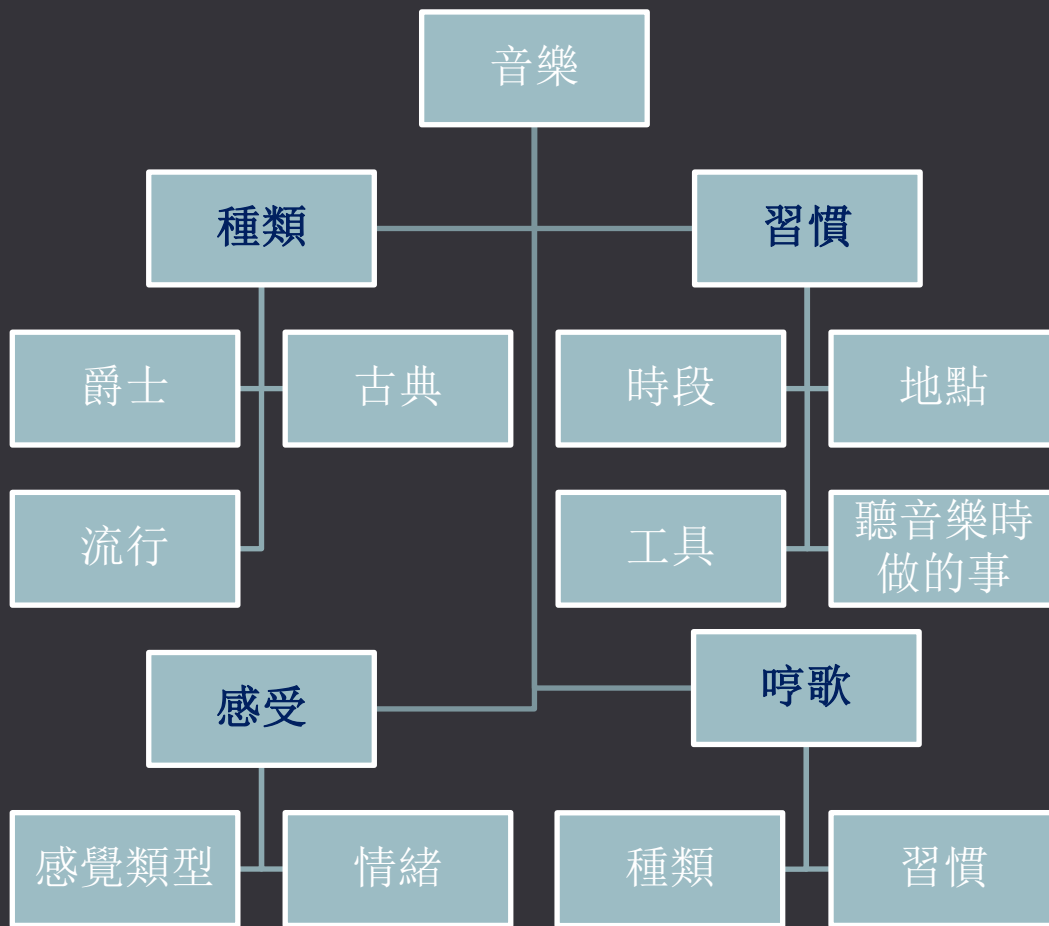 音樂
種類
習慣
爵士
古典
時段
地點
流行
工具
聽音樂時
做的事
感受
哼歌
感覺類型
情緒
種類
習慣